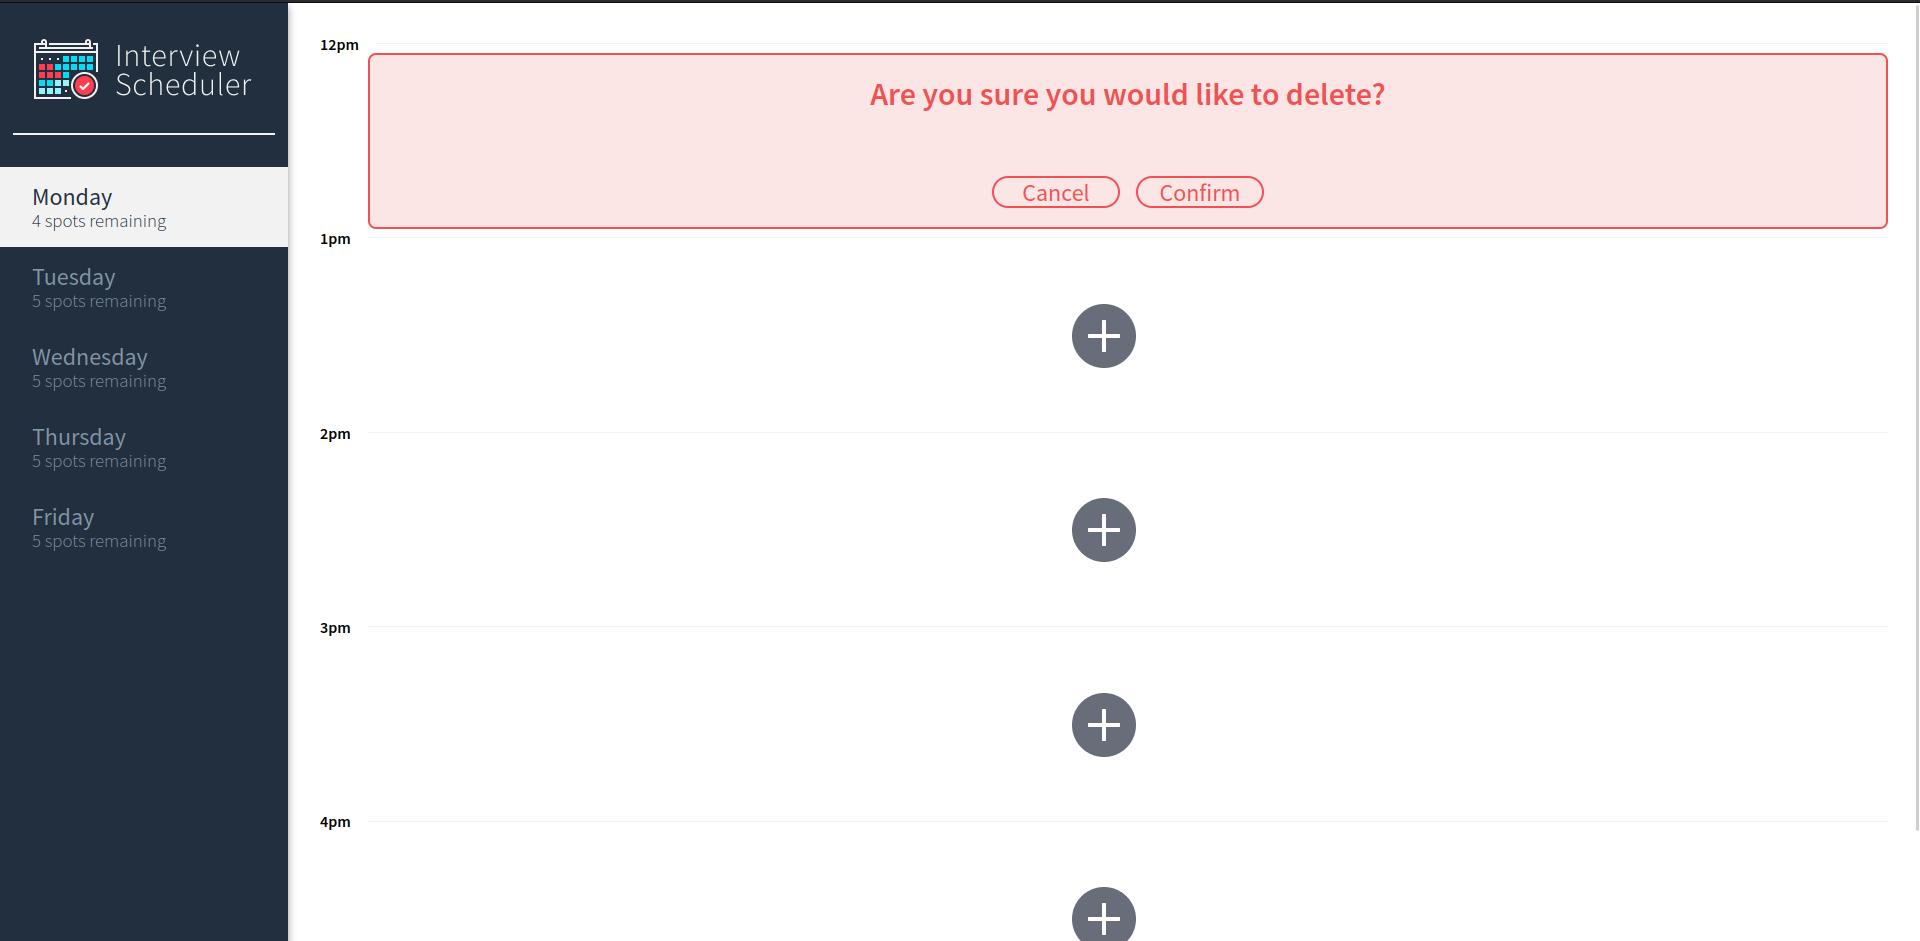 Interview
Scheduler
Monday
4 spots remaining
Tuesday
5 spots remaining
Wednesday
5 spots remaining
Thursday
5 spots remaining
Friday
5 spots remaining
12pm
Are you sure you would like to delete?
Cancel Confirm
1pm
2pm
3pm
4pm